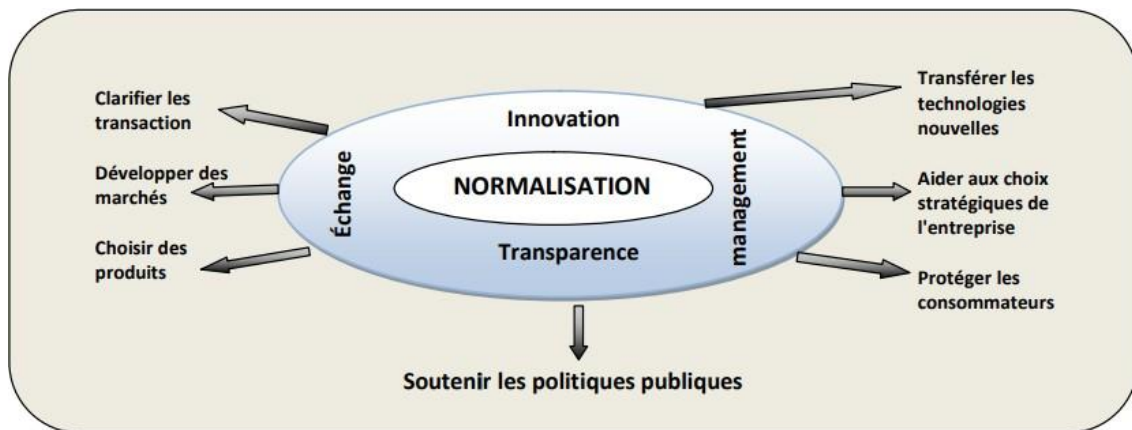 Clarifier les
transaction
Développer des
marchés
Choisir des
produits
Innovation
Échange
NORMALISATION
management
Transparence
Transférer les
technologies
nouvelles
Aider aux choix
stratégiques de
l'entreprise
Protéger les
consommateurs
Soutenir les politiques publiques